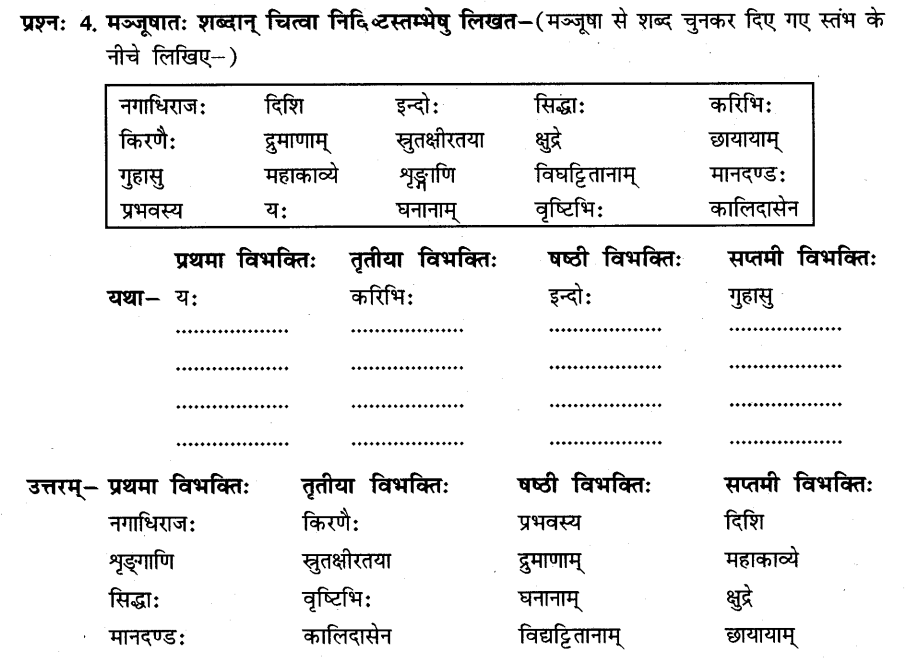 प्रश्न: 4. मञ्जूषातः शब्दान् चित्वा निर्दिष्टस्तम्भेषु लिखत–(मञ्जूषा से शब्द चुनकर दिए गए स्तंभ के
नीचे लिखिए–)
नगाधिराज: दिशि इन्दो: सिद्धा: करिभि:
किरणै: द्रुमाणाम् स्रुतक्षीरतया क्षुद्रे छायायाम्
गुहासु महाकाव्ये शृङ्गाणि विघट्टितानाम् मानदण्ड:
प्रभवस्य य: घनानाम् वृष्टिभि: कालिदासेन
प्रथमा विभक्ति: तृतीया विभक्ति: षष्ठी विभक्ति: सप्तमी विभक्ति:
यथा– य: करिभि: इन्दो: गुहासु
.................... .................... .................... ....................
.................... .................... .................... ....................
.................... .................... .................... ....................
.................... .................... .................... ....................
उत्तरम्– प्रथमा विभक्ति: तृतीया विभक्ति: षष्ठी विभक्ति: सप्तमी विभक्ति:
नगाधिराज: किरणै: प्रभवस्य दिशि
शृङ्गाणि स्रुतक्षीरतया द्रुमाणाम् महाकाव्ये
सिद्धा: वृष्टिभि: घनानाम् क्षुद्रे
मानदण्ड: कालिदासेन विद्यट्टितानाम् छायायाम्